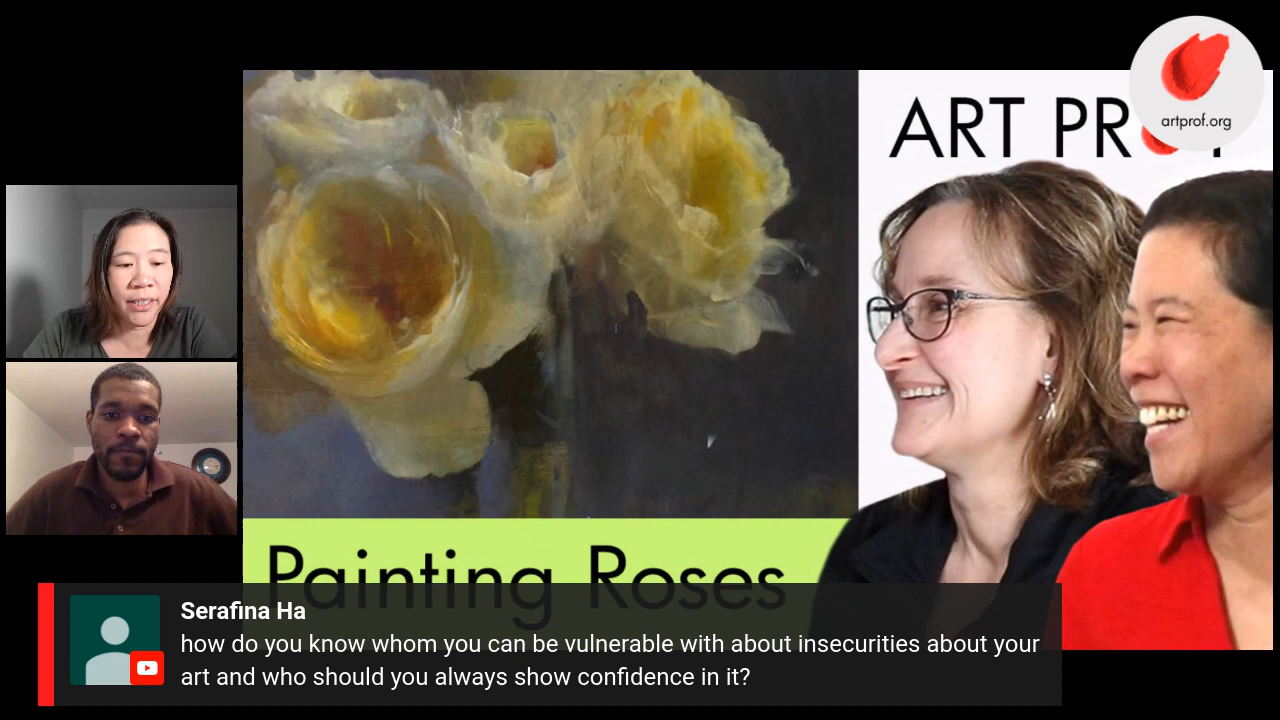 ART PR
artprof.org
Painting Roses
Serafina Ha
how do you know whom you can be vulnerable with about insecurities about your
art and who should you always show confidence in it?